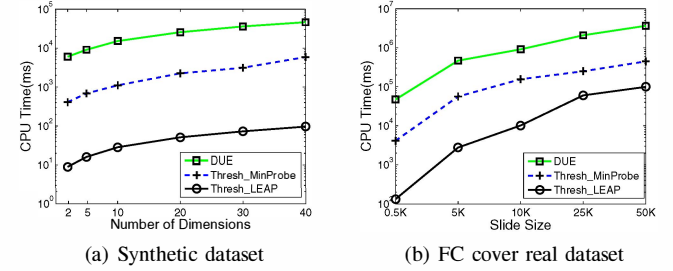 CPU Time(ms)
10^5
10^4
10^3
10^2
10^1
10^0
2 5 10 20 30 40
Number of Dimensions
DUE
Thresh_MinProbe
Thresh_LEAP
(a) Synthetic dataset
CPU Time(ms)
10^7
10^6
10^5
10^4
10^3
10^2
0.5K 5K 10K 25K 50K
Slide Size
DUE
Thresh_MinProbe
Thresh_LEAP
(b) FC cover real dataset